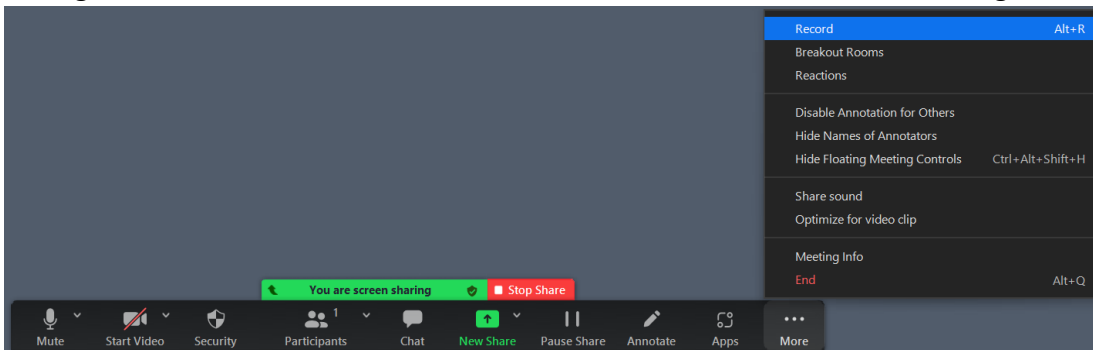 Record Alt+R
Breakout Rooms
Reactions
Disable Annotation for Others
Hide Names of Annotators
Hide Floating Meeting Controls Ctrl+Alt+Shift+H
Share sound
Optimize for video clip
Meeting Info
End Alt+Q
You are screen sharing Stop Share
1
Mute Start Video Security Participants Chat New Share Pause Share Annotate Apps More